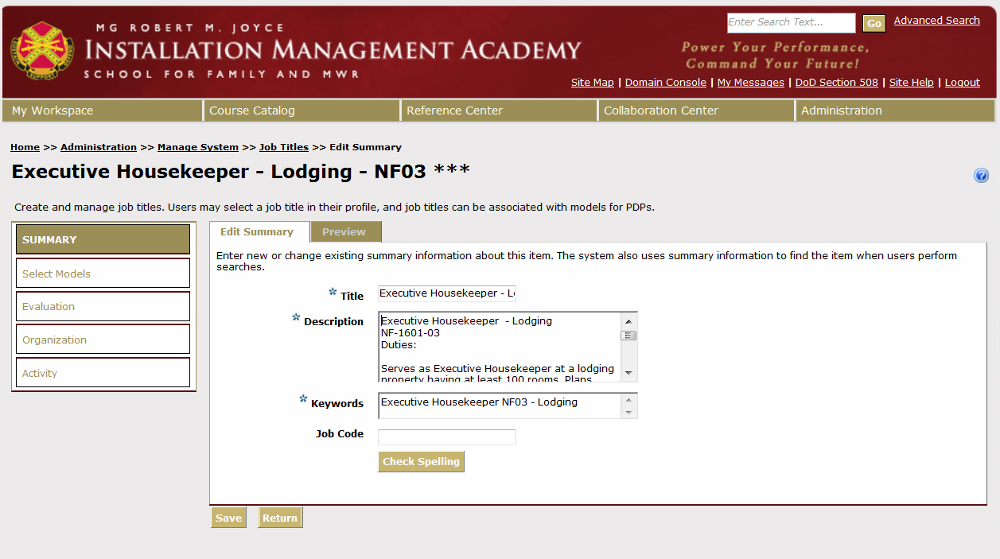 MG ROBERT M. JOYCE
INSTALLATION MANAGEMENT ACADEMY
SCHOOL FOR FAMILY AND MWR
Enter Search Text...
Go
Advanced Search
Power Your Performance,
Command Your Future!
Site Map | Domain Console | My Messages | DoD Section 508 | Site Help | Logout
My Workspace
Course Catalog
Reference Center
Collaboration Center
Administration
Home >> Administration >> Manage System >> Job Titles >> Edit Summary
Executive Housekeeper - Lodging - NF03 ***
?
Create and manage job titles. Users may select a job title in their profile, and job titles can be associated with models for PDPs.
SUMMARY
Select Models
Evaluation
Organization
Activity
Edit Summary
Preview
Enter new or change existing summary information about this item. The system also uses summary information to find the item when users perform
searches.
* Title
Executive Housekeeper - L
* Description
Executive Housekeeper - Lodging
NF-1601-03
Duties:
Serves as Executive Housekeeper at a lodging
property having at least 100 rooms. Plans
* Keywords
Executive Housekeeper NF03 - Lodging
Job Code
Check Spelling
Save
Return